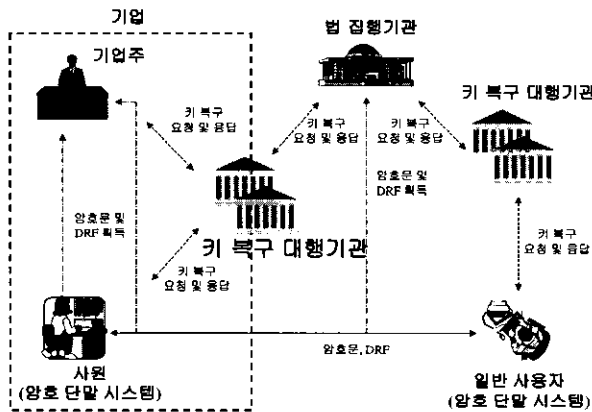 기업
기업주
법 집행기관
키 복구 대행기관
키 복구
요청 및 응답
키 복구
요청 및 응답
키 복구
요청 및 응답
암호문 및
DRF 획득
암호문 및
DRF 획득
키 복구 대행기관
키 복구
요청 및 응답
키 복구
요청 및 응답
암호문, DRF
사원
(암호 단말 시스템)
일반 사용자
(암호 단말 시스템)